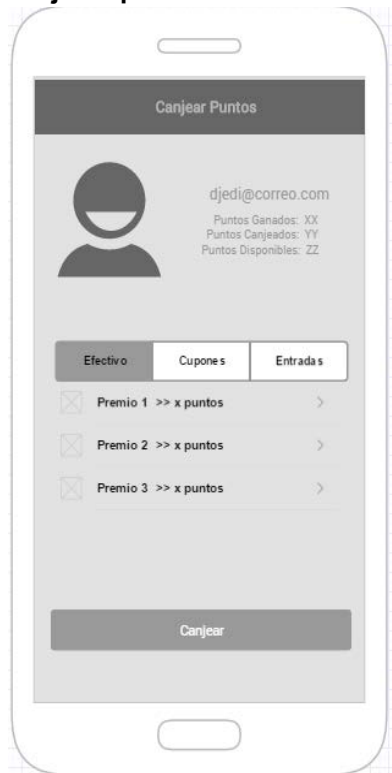 Canjear Puntos
djedi@correo.com
Puntos Ganados: XX
Puntos Canjeados: YY
Puntos Disponibles: ZZ
Efectivo Cupones Entradas
Premio 1 >> x puntos
Premio 2 >> x puntos
Premio 3 >> x puntos
Canjear